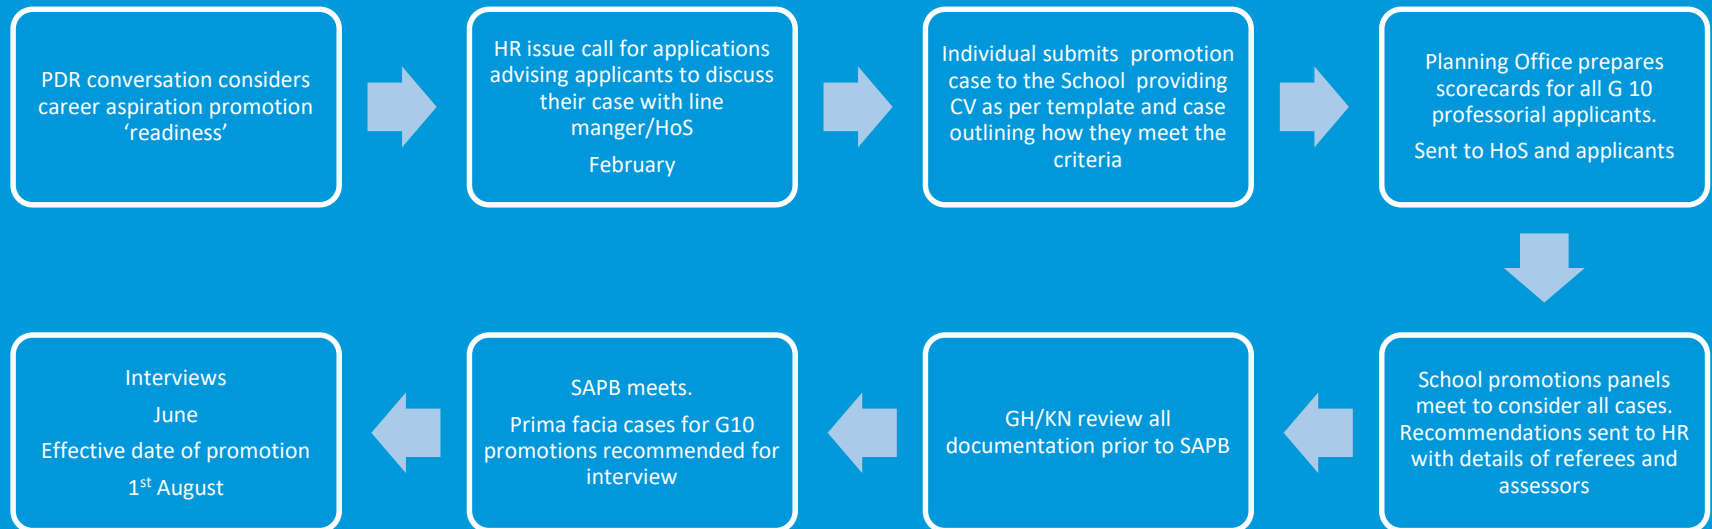 PDR conversation considers
career aspiration promotion
‘readiness’
HR issue call for applications
advising applicants to discuss
their case with line
manger/HoS
February
Individual submits promotion
case to the School providing
CV as per template and case
outlining how they meet the
criteria
Planning Office prepares
scorecards for all G 10
professorial applicants.
Sent to HoS and applicants
School promotions panels
meet to consider all cases.
Recommendations sent to HR
with details of referees and
assessors
GH/KN review all
documentation prior to SAPB
SAPB meets.
Prima facia cases for G10
promotions recommended for
interview
Interviews
June
Effective date of promotion
1st August